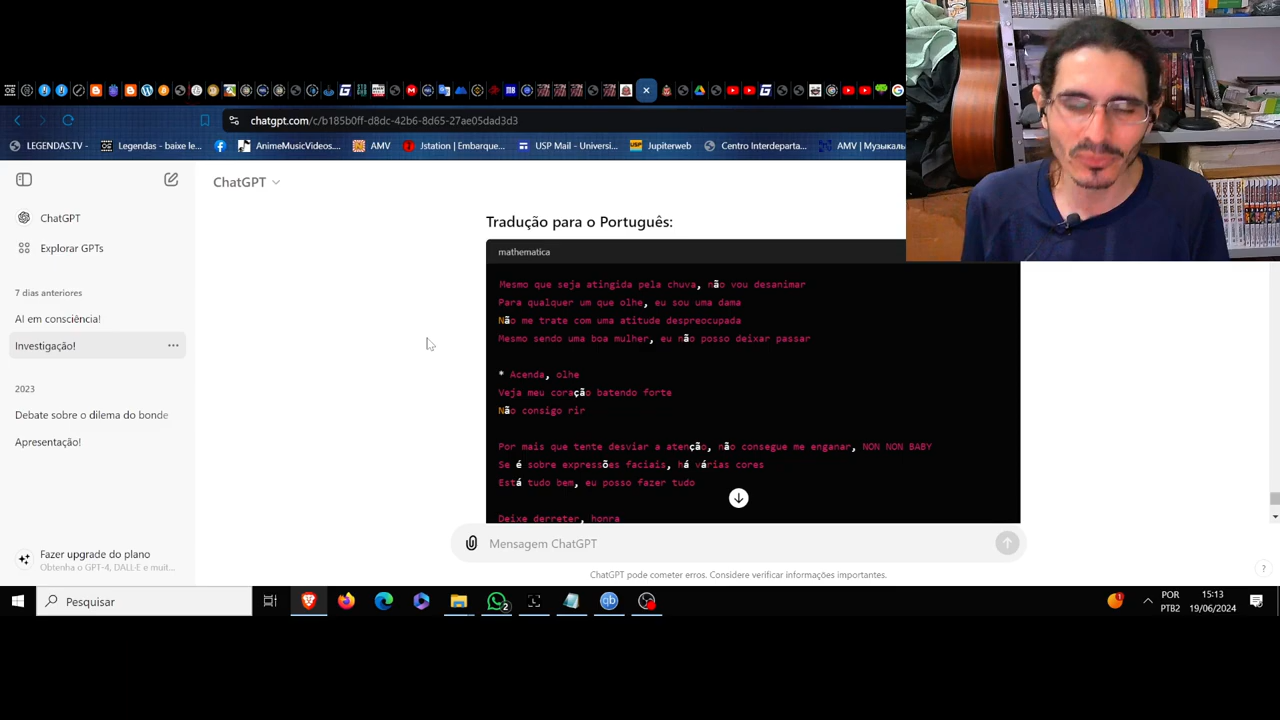 chatgpt.com/c/b185b0ff-d8dc-42b6-8d65-27ae05dad3d3
LEGENDAS.TV -
Legendas - baixe le...
AnimeMusicVideos....
AMV
Jstation | Embarque...
USP Mail - Universi...
Jupiterweb
Centro Interdeparta...
AMV | Музыкаль
ChatGPT
ChatGPT
Explorar GPTs
7 dias anteriores
AI em consciência!
Investigação!
2023
Debate sobre o dilema do bonde
Apresentação!
Fazer upgrade do plano
Obtenha o GPT-4, DALL·E e muit...
Tradução para o Português:
mathematica
Mesmo que seja atingida pela chuva, não vou desanimar
Para qualquer um que olhe, eu sou uma dama
Não me trate com uma atitude despreocupada
Mesmo sendo uma boa mulher, eu não posso deixar passar
* Acenda, olhe
Veja meu coração batendo forte
Não consigo rir
Por mais que tente desviar a atenção, não consegue me enganar, NON NON BABY
Se é sobre expressões faciais, há várias cores
Está tudo bem, eu posso fazer tudo
Deixe derreter, honra
Mensagem ChatGPT
ChatGPT pode cometer erros. Considere verificar informações importantes.
?
Pesquisar
2
POR
PTB2
15:13
19/06/2024